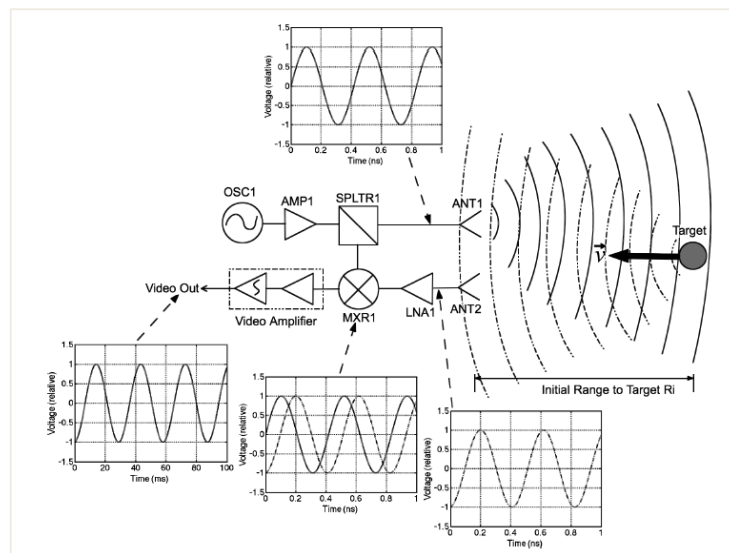 Voltage (relative)
1.5
1
0.5
0
-0.5
-1
-1.5
0 0.2 0.4 0.6 0.8 1
Time (ns)
OSC1
AMP1
SPLTR1
ANT1
Target
v
Video Out
Video Amplifier
MXR1
LNA1
ANT2
Initial Range to Target Ri
Voltage (relative)
1.5
1
0.5
0
-0.5
-1
-1.5
0 20 40 60 80 100
Time (ms)
Voltage (relative)
1.5
1
0.5
0
-0.5
-1
-1.5
0 0.2 0.4 0.6 0.8 1
Time (ns)
Voltage (relative)
1.5
1
0.5
0
-0.5
-1
-1.5
0 0.2 0.4 0.6 0.8 1
Time (ns)